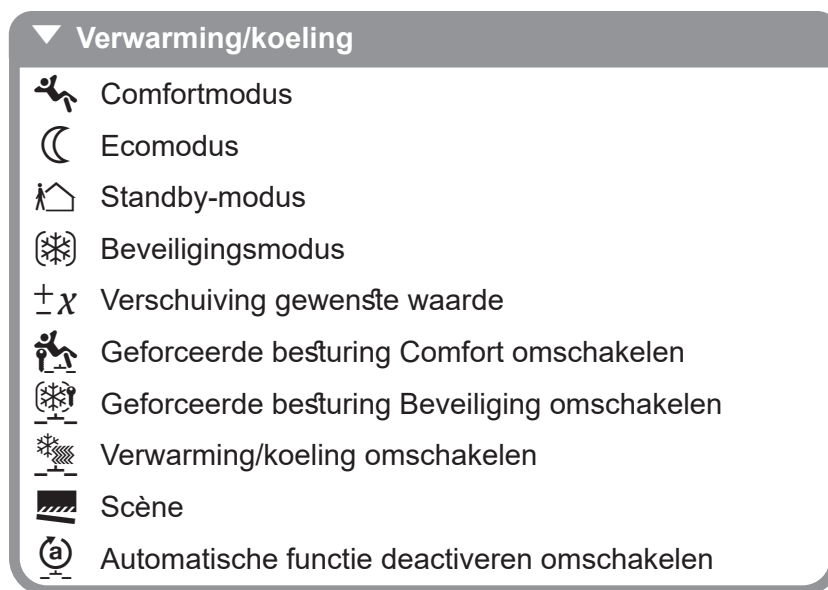 Verwarming/koeling
Comfortmodus
Ecomodus
Standby-modus
Beveiligingsmodus
±x Verschuiving gewenste waarde
Geforceerde besturing Comfort omschakelen
Geforceerde besturing Beveiliging omschakelen
Verwarming/koeling omschakelen
Scène
a Automatische functie deactiveren omschakelen